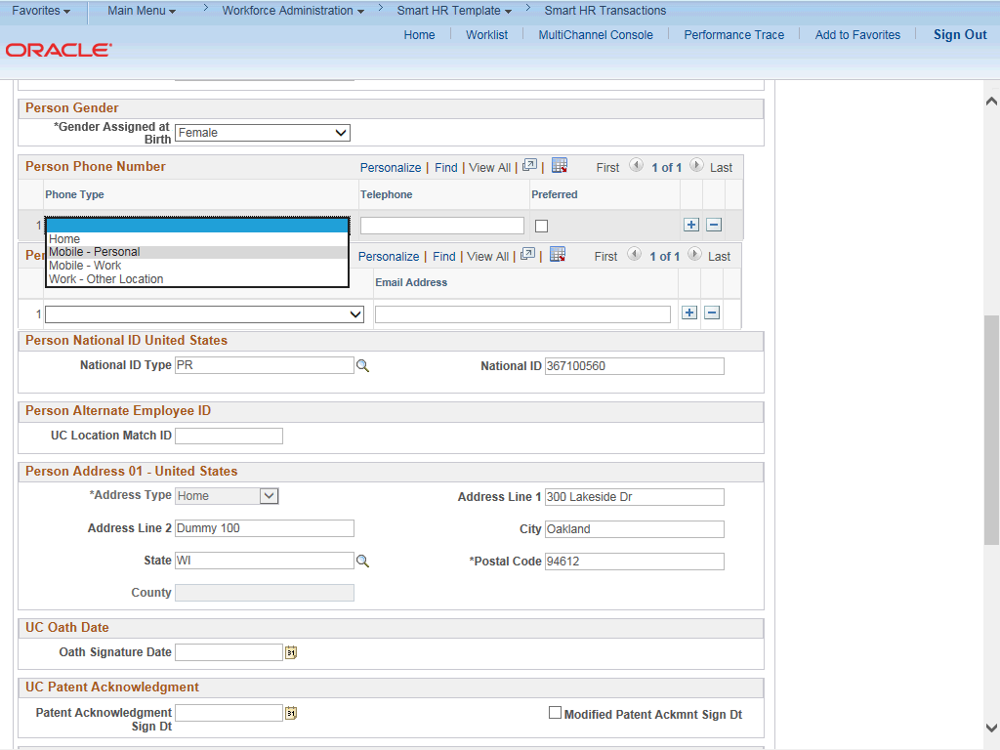 Favorites Main Menu Workforce Administration Smart HR Template Smart HR Transactions
Home Worklist MultiChannel Console Performance Trace Add to Favorites Sign Out
ORACLE
Person Gender
*Gender Assigned at Birth Female
Person Phone Number Personalize | Find | View All | | First 1 of 1 Last
Phone Type Telephone Preferred
1
Home
Mobile - Personal
Mobile - Work
Work - Other Location
Personalize | Find | View All | | First 1 of 1 Last
Email Address
1
Person National ID United States
National ID Type PR National ID 367100560
Person Alternate Employee ID
UC Location Match ID
Person Address 01 - United States
*Address Type Home Address Line 1 300 Lakeside Dr
Address Line 2 Dummy 100 City Oakland
State WI *Postal Code 94612
County
UC Oath Date
Oath Signature Date 31
UC Patent Acknowledgment
Patent Acknowledgment Sign Dt 31 Modified Patent Ackmnt Sign Dt